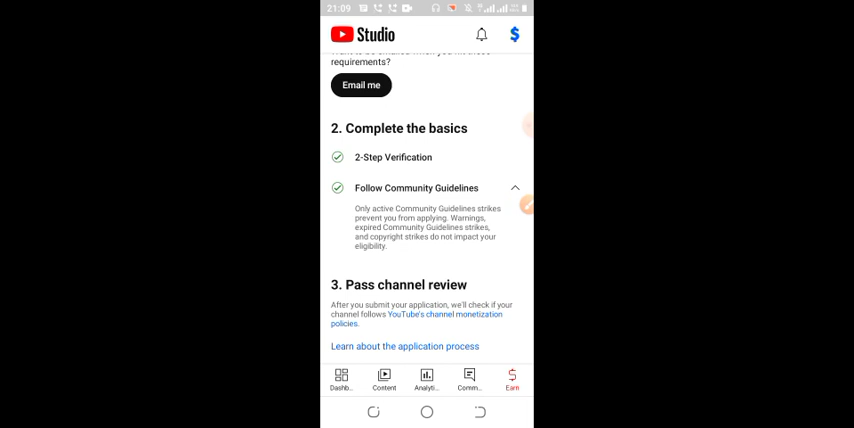 21:09
Studio
$
requirements?
Email me
2. Complete the basics
2-Step Verification
Follow Community Guidelines
Only active Community Guidelines strikes
prevent you from applying. Warnings,
expired Community Guidelines strikes,
and copyright strikes do not impact your
eligibility.
3. Pass channel review
After you submit your application, we'll check if your
channel follows YouTube's channel monetization
policies.
Learn about the application process
Dashb... Content Analyti... Comm... Earn